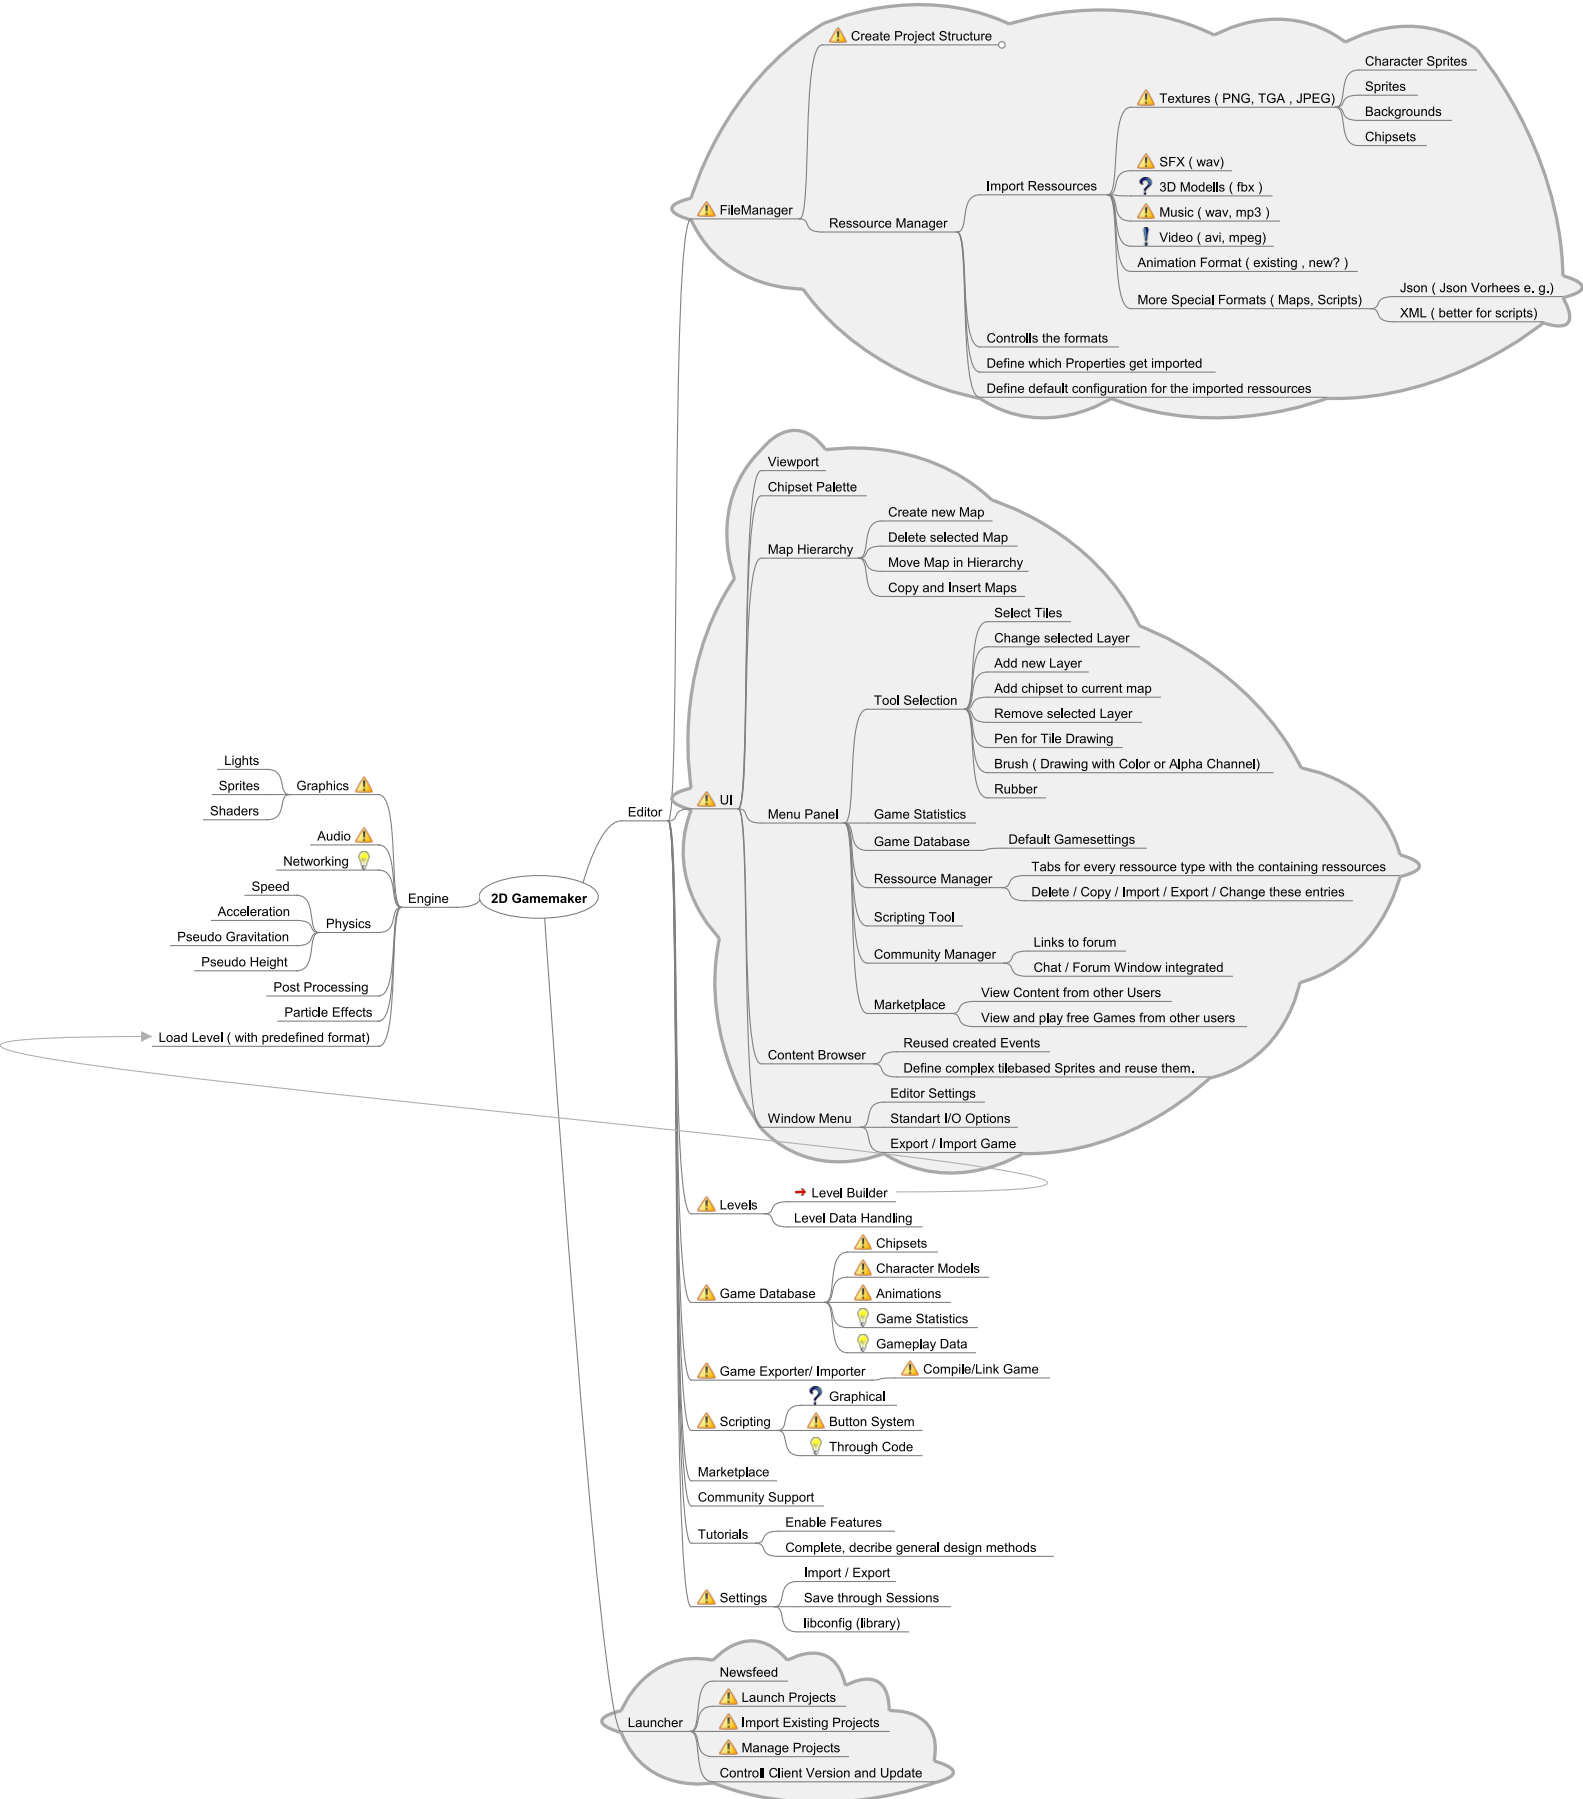 Create Project Structure
Character Sprites
Sprites
Textures ( PNG, TGA , JPEG)
Backgrounds
Chipsets
SFX ( wav)
Import Ressources
3D Modells ( fbx )
FileManager
Music ( wav, mp3 )
Ressource Manager
Video ( avi, mpeg)
Animation Format ( existing , new? )
Json ( Json Vorhees e. g.)
More Special Formats ( Maps, Scripts)
XML ( better for scripts)
Controlls the formats
Define which Properties get imported
Define default configuration for the imported ressources
Viewport
Chipset Palette
Create new Map
Delete selected Map
Map Hierarchy
Move Map in Hierarchy
Copy and Insert Maps
Select Tiles
Change selected Layer
Add new Layer
Add chipset to current map
Tool Selection
Remove selected Layer
Pen for Tile Drawing
Brush ( Drawing with Color or Alpha Channel)
Rubber
Lights
Sprites
Graphics
Shaders
Audio
Networking
Speed
Acceleration
Physics
Pseudo Gravitation
Pseudo Height
Post Processing
Particle Effects
Load Level ( with predefined format)
Engine
2D Gamemaker
Editor
UI
Menu Panel
Game Statistics
Game Database
Default Gamesettings
Tabs for every ressource type with the containing ressources
Ressource Manager
Delete / Copy / Import / Export / Change these entries
Scripting Tool
Links to forum
Community Manager
Chat / Forum Window integrated
View Content from other Users
Marketplace
View and play free Games from other users
Reused created Events
Content Browser
Define complex tilebased Sprites and reuse them.
Editor Settings
Window Menu
Standart I/O Options
Export / Import Game
Level Builder
Levels
Level Data Handling
Chipsets
Character Models
Game Database
Animations
Game Statistics
Gameplay Data
Game Exporter/ Importer
Compile/Link Game
Graphical
Scripting
Button System
Through Code
Marketplace
Community Support
Enable Features
Tutorials
Complete, decribe general design methods
Import / Export
Settings
Save through Sessions
libconfig (library)
Newsfeed
Launch Projects
Launcher
Import Existing Projects
Manage Projects
Controll Client Version and Update